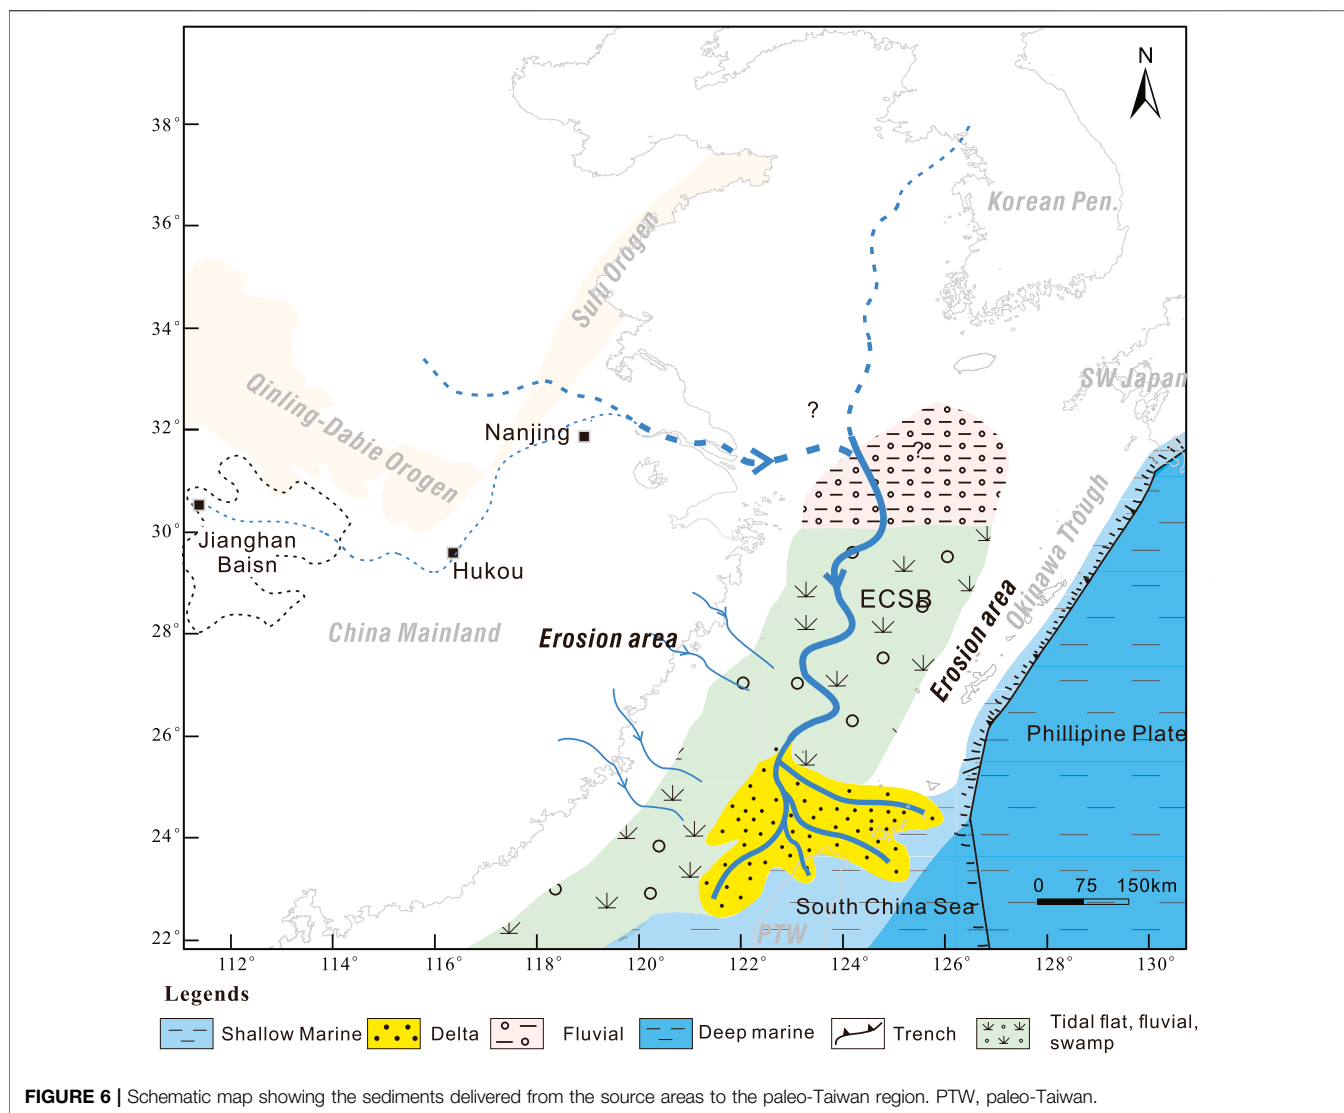 N
38°
36°
34°
32°
30°
28°
26°
24°
22°
Korean Pen.
Sulu Orogen
SW Japan
Qinling-Dabie Orogen
?
Nanjing
?
Okinawa Trough
Jianghan
Baisn
Hukou
ECSB
China Mainland
Erosion area
Erosion area
Phillipine Plate
0 75 150km
South China Sea
PTW
112° 114° 116° 118° 120° 122° 124° 126° 128° 130°
Legends
Shallow Marine
Delta
Fluvial
Deep marine
Trench
Tidal flat, fluvial,
swamp
FIGURE 6 | Schematic map showing the sediments delivered from the source areas to the paleo-Taiwan region. PTW, paleo-Taiwan.